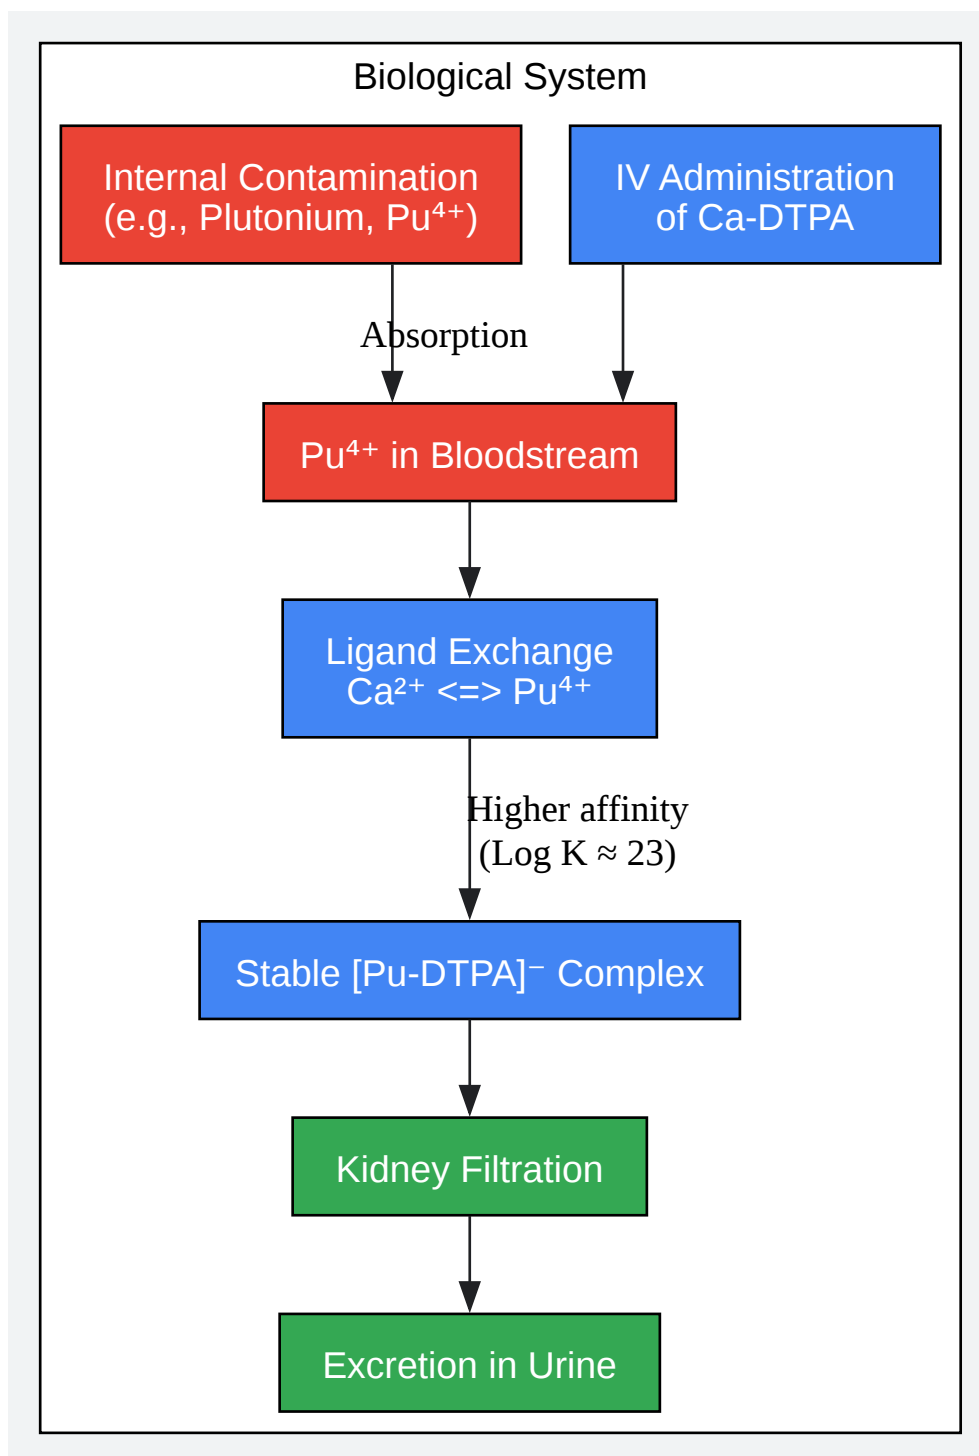 Biological System
Internal Contamination
(e.g., Plutonium, Pu⁴⁺)
IV Administration
of Ca-DTPA
Absorption
Pu⁴⁺ in Bloodstream
Ligand Exchange
Ca²⁺ <=> Pu⁴⁺
Higher affinity
(Log K ≈ 23)
Stable [Pu-DTPA]⁻ Complex
Kidney Filtration
Excretion in Urine